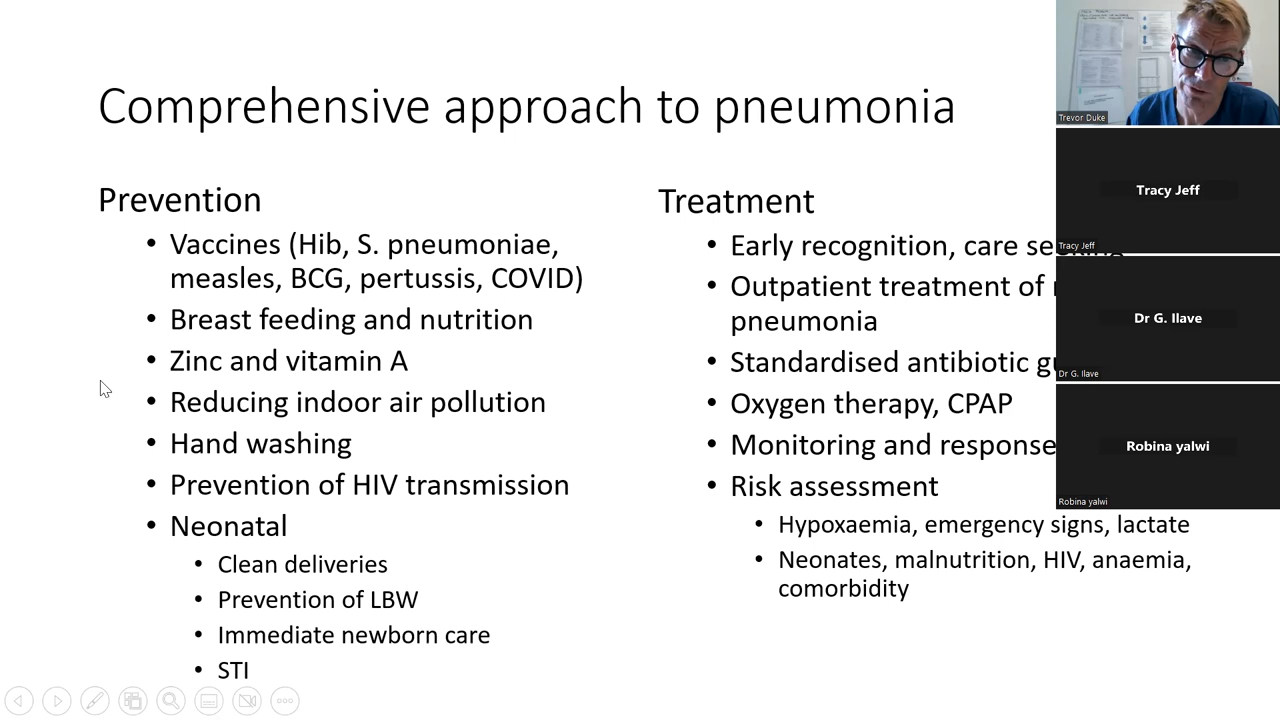 Comprehensive approach to pneumonia
Prevention
• Vaccines (Hib, S. pneumoniae,
measles, BCG, pertussis, COVID)
• Breast feeding and nutrition
• Zinc and vitamin A
• Reducing indoor air pollution
• Hand washing
• Prevention of HIV transmission
• Neonatal
• Clean deliveries
• Prevention of LBW
• Immediate newborn care
• STI
Treatment
• Early recognition, care seeking
• Outpatient treatment of
pneumonia
• Standardised antibiotic
• Oxygen therapy, CPAP
• Monitoring and response
• Risk assessment
• Hypoxaemia, emergency signs, lactate
• Neonates, malnutrition, HIV, anaemia,
comorbidity
Trevor Duke
Tracy Jeff
Tracy Jeff
Dr G. Ilave
Dr G. Ilave
Robina yalwi
Robina yalwi